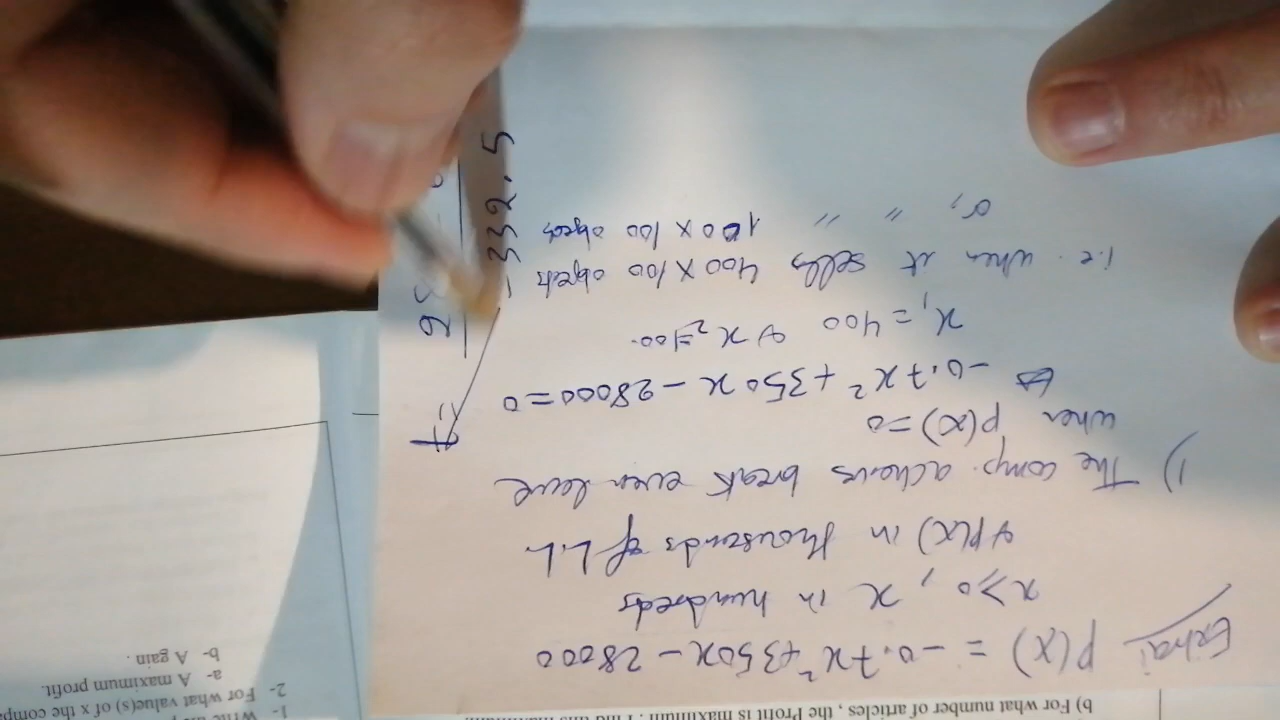 b) For what number of articles , the Profit is maximum
Extra P(x) = -0.7x²+350x - 28000
x ≥ 0, x in hundreds
& P(x) in thousands of L.L.
1) The comp. achevis break even level
when P(x) = 0
-0.7x² + 350x - 28000 = 0
x₁ = 400 & x₂ = 100.
i.e. when it sells 400 x 100 objects
or, " " 100 x 100 objects
332.5
1-
2- For what value(s) of x the comp
a- A maximum profit.
b- A gain .